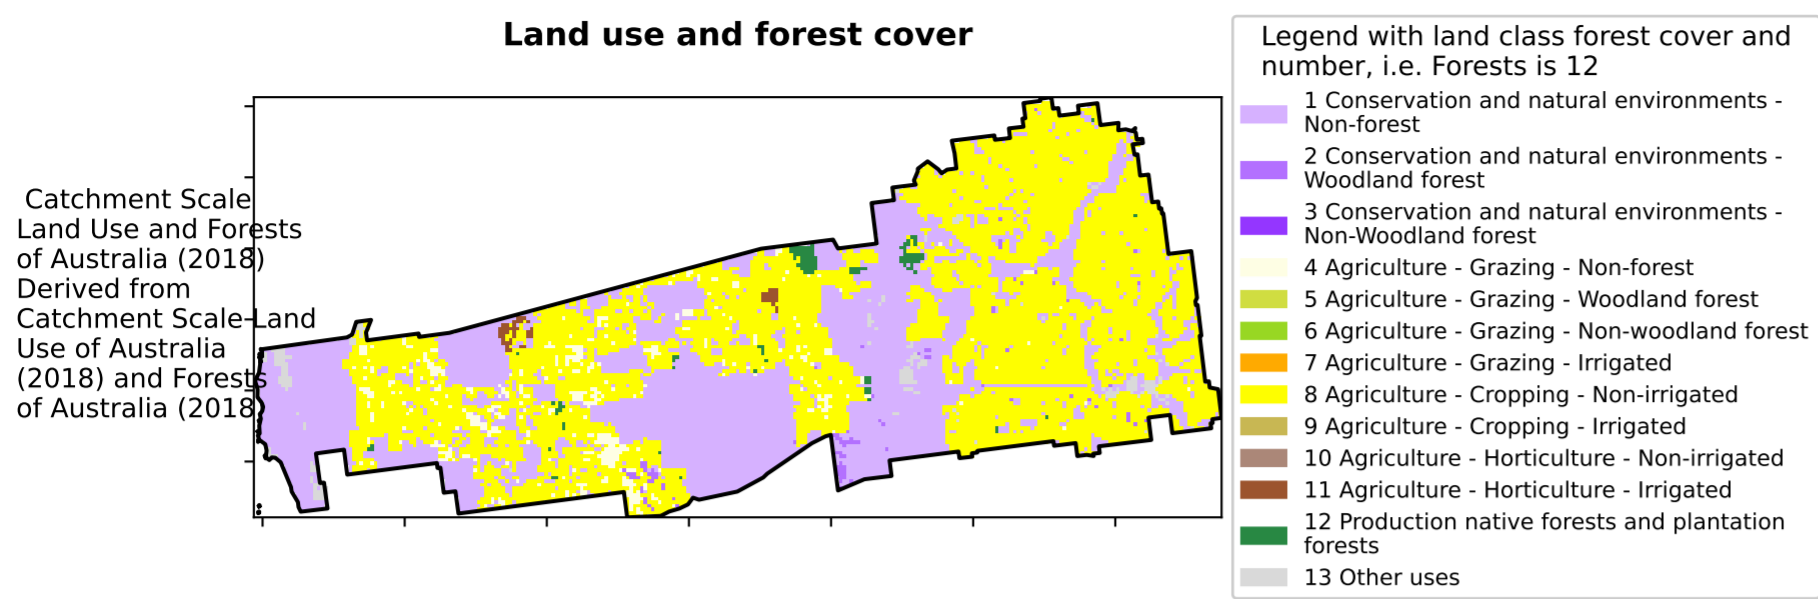 Land use and forest cover
Catchment Scale
Land Use and Forests
of Australia (2018)
Derived from
Catchment Scale Land
Use of Australia
(2018) and Forests
of Australia (2018
Legend with land class forest cover and
number, i.e. Forests is 12
1 Conservation and natural environments -
Non-forest
2 Conservation and natural environments -
Woodland forest
3 Conservation and natural environments -
Non-Woodland forest
4 Agriculture - Grazing - Non-forest
5 Agriculture - Grazing - Woodland forest
6 Agriculture - Grazing - Non-woodland forest
7 Agriculture - Grazing - Irrigated
8 Agriculture - Cropping - Non-irrigated
9 Agriculture - Cropping - Irrigated
10 Agriculture - Horticulture - Non-irrigated
11 Agriculture - Horticulture - Irrigated
12 Production native forests and plantation
forests
13 Other uses